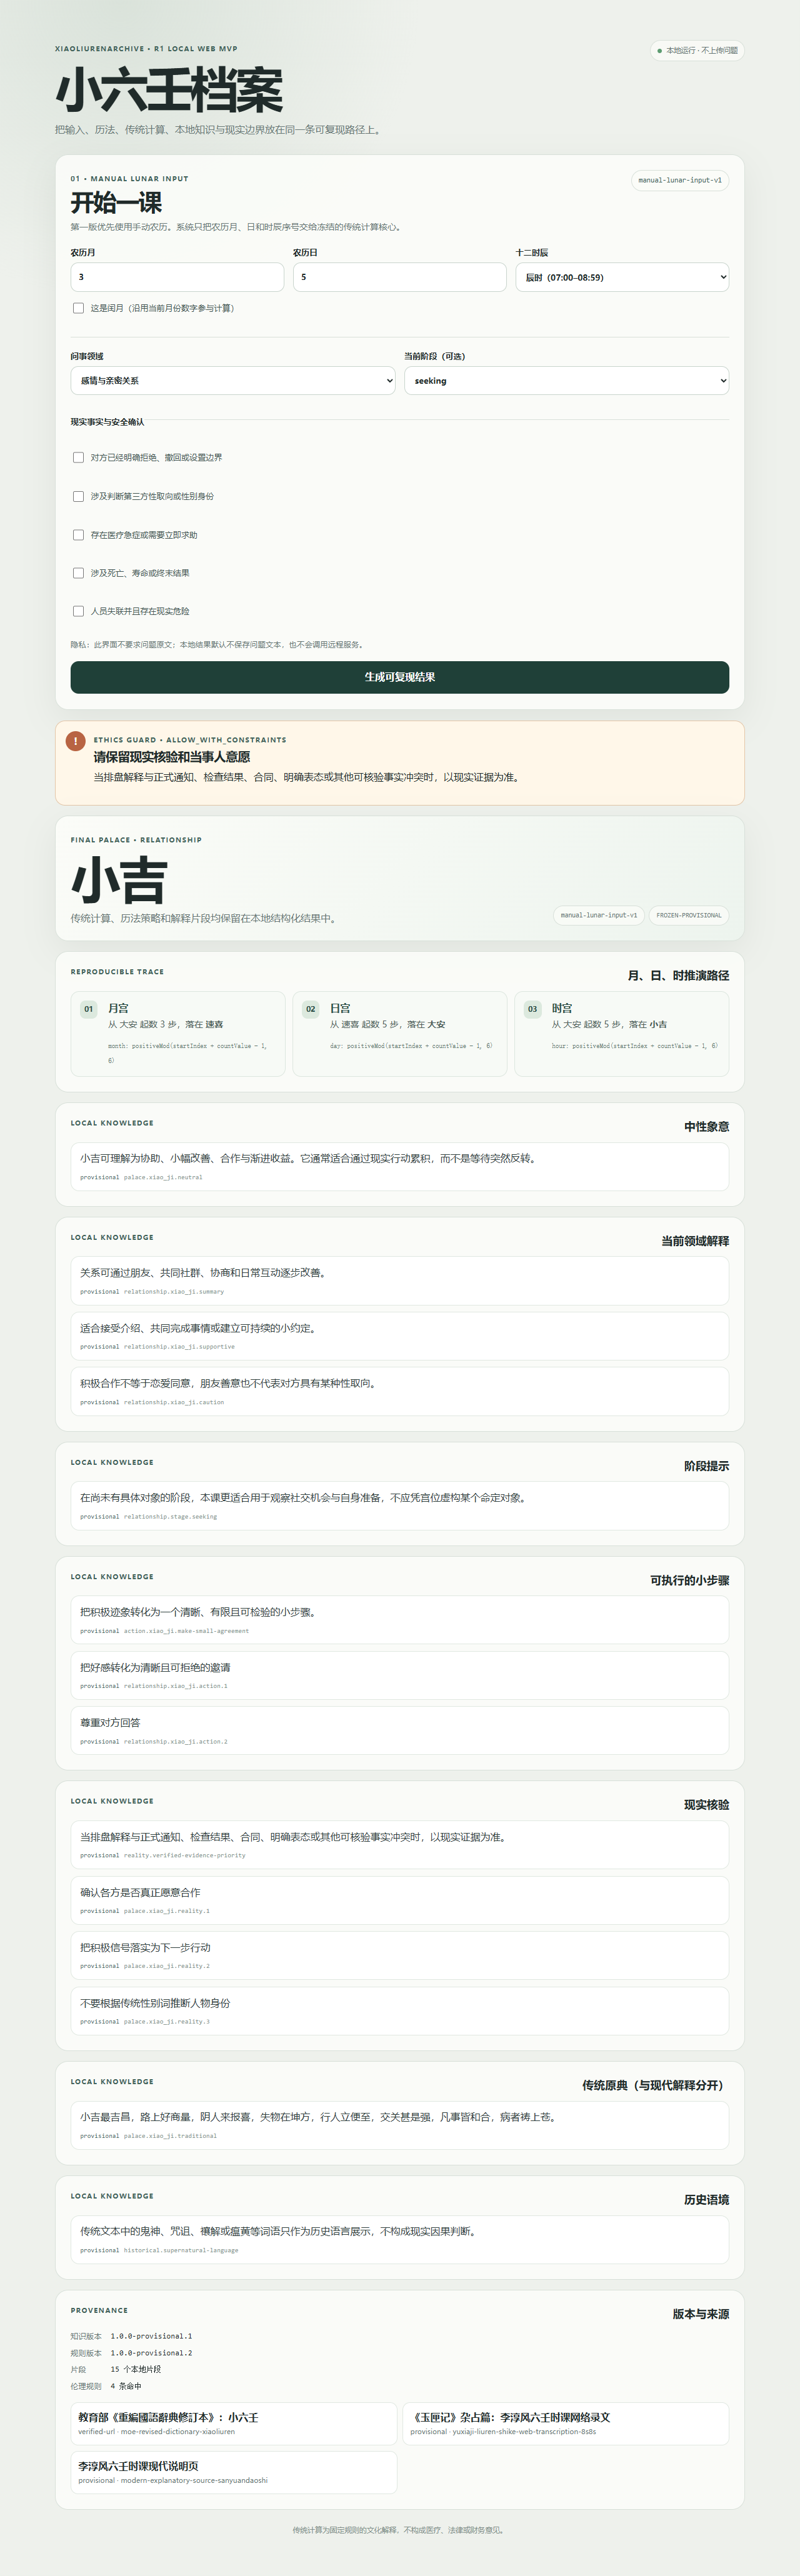 XIAOLIURENARCHIVE • R1 LOCAL WEB MVP
本地运行 · 不上传问题
小六壬档案
把输入、历法、传统计算、本地知识与现实边界放在同一条可复现路径上。
01 • MANUAL LUNAR INPUT
manual-lunar-input-v1
开始一课
第一版优先使用手动农历。系统只把农历月、日和时辰序号交给冻结的传统计算核心。
农历月
农历日
十二时辰
3
5
辰时（07:00–08:59）
这是闰月（沿用当前月份数字参与计算）
问事领域
当前阶段（可选）
感情与亲密关系
seeking
现实事实与安全确认
对方已经明确拒绝、撤回或设置边界
涉及判断第三方性取向或性别身份
存在医疗急症或需要立即求助
涉及死亡、寿命或终末结果
人员失联并且存在现实危险
隐私：此界面不要求问题原文；本地结果默认不保存问题文本，也不会调用远程服务。
生成可复现结果
!
ETHICS GUARD • ALLOW_WITH_CONSTRAINTS
请保留现实核验和当事人意愿
当排盘解释与正式通知、检查结果、合同、明确表态或其他可核验事实冲突时，以现实证据为准。
FINAL PALACE • RELATIONSHIP
小吉
传统计算、历法策略和解释片段均保留在本地结构化结果中。
manual-lunar-input-v1
FROZEN-PROVISIONAL
REPRODUCIBLE TRACE
月、日、时推演路径
01
月宫
从 大安 起数 3 步，落在 速喜
month: positiveMod(startIndex + countValue - 1,
6)
02
日宫
从 速喜 起数 5 步，落在 大安
day: positiveMod(startIndex + countValue - 1, 6)
03
时宫
从 大安 起数 5 步，落在 小吉
hour: positiveMod(startIndex + countValue - 1, 6)
LOCAL KNOWLEDGE
中性象意
小吉可理解为协助、小幅改善、合作与渐进收益。它通常适合通过现实行动累积，而不是等待突然反转。
provisional palace.xiao_ji.neutral
LOCAL KNOWLEDGE
当前领域解释
关系可通过朋友、共同社群、协商和日常互动逐步改善。
provisional relationship.xiao_ji.summary
适合接受介绍、共同完成事情或建立可持续的小约定。
provisional relationship.xiao_ji.supportive
积极合作不等于恋爱同意，朋友善意也不代表对方具有某种性取向。
provisional relationship.xiao_ji.caution
LOCAL KNOWLEDGE
阶段提示
在尚未有具体对象的阶段，本课更适合用于观察社交机会与自身准备，不应凭宫位虚构某个命定对象。
provisional relationship.stage.seeking
LOCAL KNOWLEDGE
可执行的小步骤
把积极迹象转化为一个清晰、有限且可检验的小步骤。
provisional action.xiao_ji.make-small-agreement
把好感转化为清晰且可拒绝的邀请
provisional relationship.xiao_ji.action.1
尊重对方回答
provisional relationship.xiao_ji.action.2
LOCAL KNOWLEDGE
现实核验
当排盘解释与正式通知、检查结果、合同、明确表态或其他可核验事实冲突时，以现实证据为准。
provisional reality.verified-evidence-priority
确认各方是否真正愿意合作
provisional palace.xiao_ji.reality.1
把积极信号落实为下一步行动
provisional palace.xiao_ji.reality.2
不要根据传统性别词推断人物身份
provisional palace.xiao_ji.reality.3
LOCAL KNOWLEDGE
传统原典（与现代解释分开）
小吉最吉昌，路上好商量，阴人来报喜，失物在坤方，行人立便至，交关甚是强，凡事皆和合，病者祷上苍。
provisional palace.xiao_ji.traditional
LOCAL KNOWLEDGE
历史语境
传统文本中的鬼神、咒诅、禳解或瘟黄等词语只作为历史语言展示，不构成现实因果判断。
provisional historical.supernatural-language
PROVENANCE
版本与来源
知识版本 1.0.0-provisional.1
规则版本 1.0.0-provisional.2
片段 15 个本地片段
伦理规则 4 条命中
教育部《重编國語辭典修订本》：小六壬
verified-url · moe-revised-dictionary-xiaoliuren
《玉匣记》杂占篇：李淳风六壬时课网络录文
provisional · yuxiaji-liuren-shike-web-transcription-8s8s
李淳风六壬时课现代说明页
provisional · modern-explanatory-source-sanyuandaoshi
传统计算为固定规则的文化解释，不构成医疗、法律或财务意见。